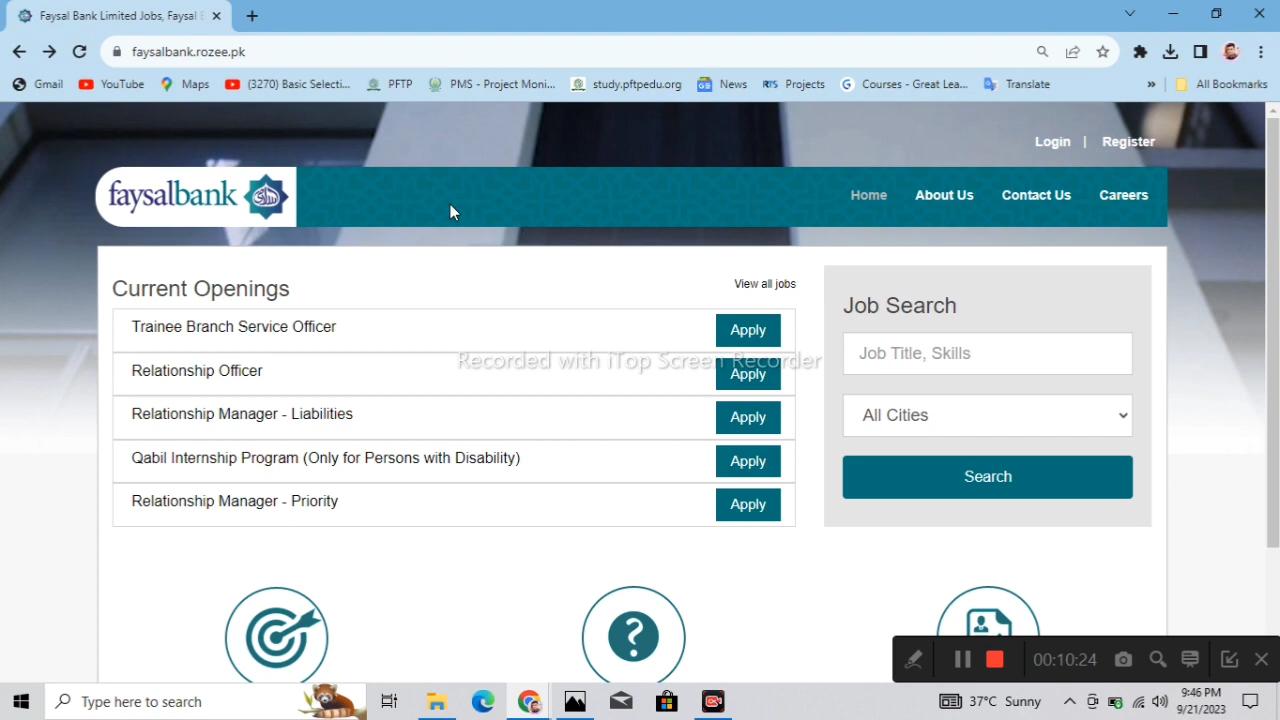 Faysal Bank Limited Jobs, Faysal
faysalbank.rozee.pk
Gmail YouTube Maps (3270) Basic Selecti... PFTP PMS - Project Moni... study.pftpedu.org News RTS Projects Courses - Great Lea... Translate » All Bookmarks
Login | Register
faysalbank
Home About Us Contact Us Careers
Current Openings
View all jobs
Trainee Branch Service Officer Apply
Relationship Officer Apply
Relationship Manager - Liabilities Apply
Qabil Internship Program (Only for Persons with Disability) Apply
Relationship Manager - Priority Apply
Job Search
Job Title, Skills
All Cities
Search
Recorded with iTop Screen Recorder
00:10:24
Type here to search
37°C Sunny
9:46 PM
9/21/2023